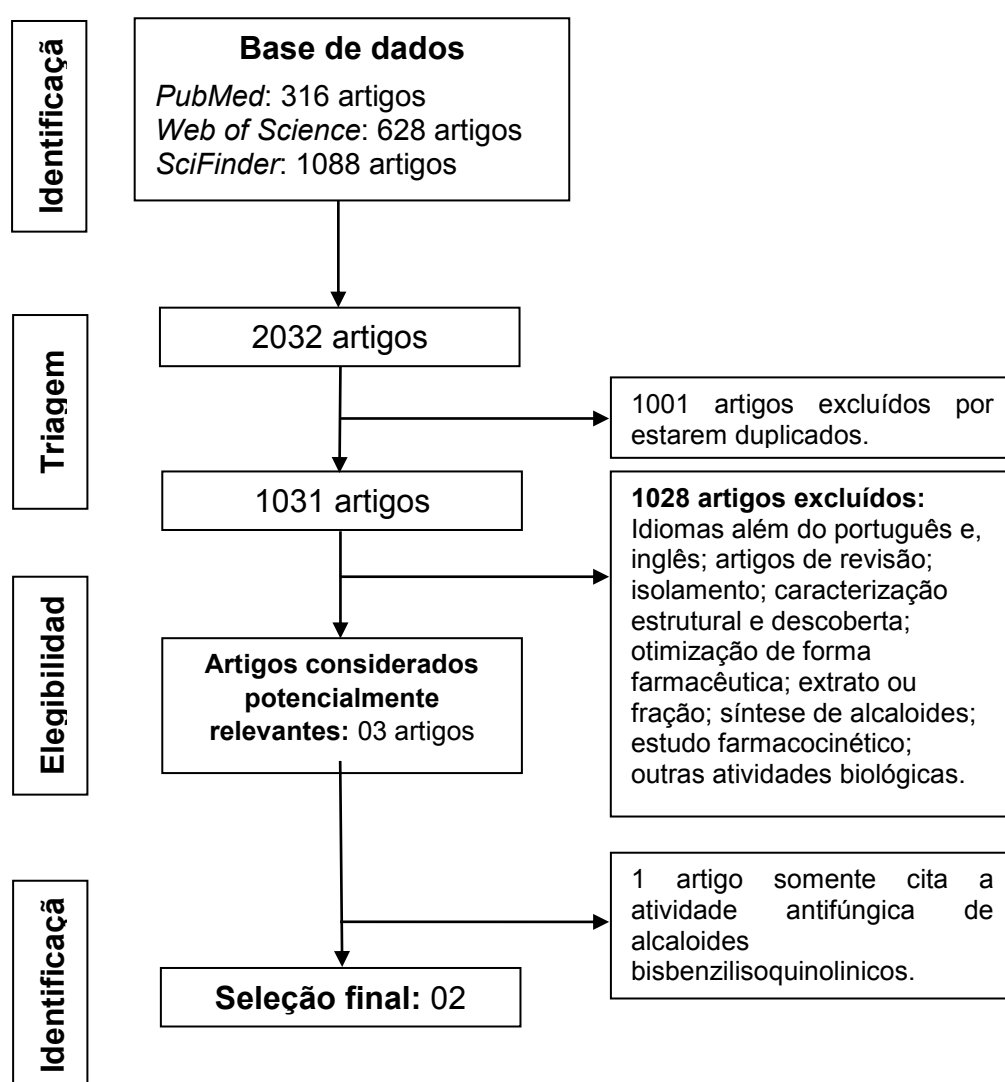 Identificaçã
Base de dados
PubMed: 316 artigos
Web of Science: 628 artigos
SciFinder: 1088 artigos
Triagem
2032 artigos
1001 artigos excluídos por
estarem duplicados.
1031 artigos
1028 artigos excluídos:
Idiomas além do português e,
inglês; artigos de revisão;
isolamento; caracterização
estrutural e descoberta;
otimização de forma
farmacêutica; extrato ou
fração; síntese de alcaloides;
estudo farmacocinético;
outras atividades biológicas.
Elegibilidad
Artigos considerados
potencialmente
relevantes: 03 artigos
Identificaçã
1 artigo somente cita a
atividade antifúngica de
alcaloides
bisbenzilisoquinolinicos.
Seleção final: 02